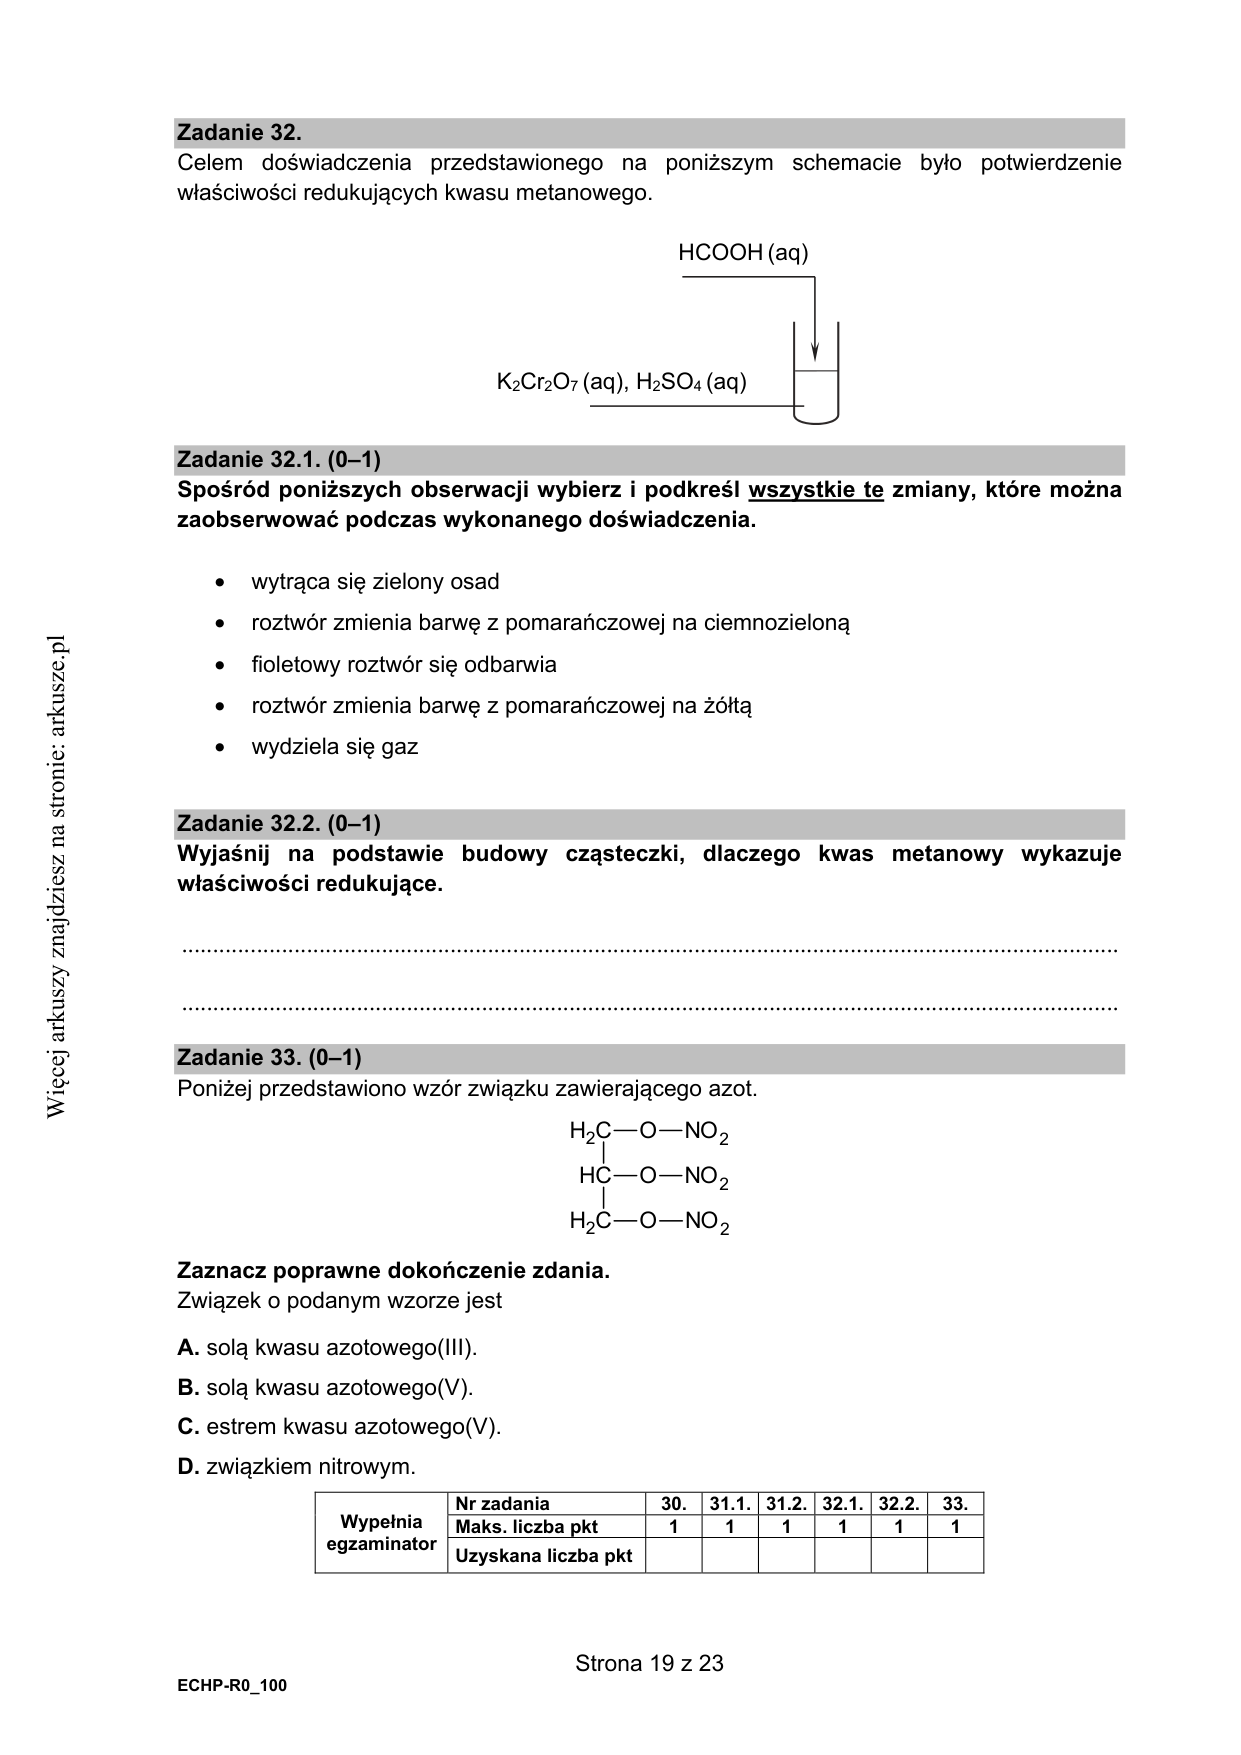 Zadanie 32.
Celem doświadczenia przedstawionego na poniższym schemacie było potwierdzenie
właściwości redukujących kwasu metanowego.
HCOOH (aq)
K₂Cr₂O₇ (aq), H₂SO₄ (aq)
Zadanie 32.1. (0–1)
Spośród poniższych obserwacji wybierz i podkreśl wszystkie te zmiany, które można
zaobserwować podczas wykonanego doświadczenia.
• wytrąca się zielony osad
• roztwór zmienia barwę z pomarańczowej na ciemnozieloną
• fioletowy roztwór się odbarwia
• roztwór zmienia barwę z pomarańczowej na żółtą
• wydziela się gaz
Zadanie 32.2. (0–1)
Wyjaśnij na podstawie budowy cząsteczki, dlaczego kwas metanowy wykazuje
właściwości redukujące.
Zadanie 33. (0–1)
Poniżej przedstawiono wzór związku zawierającego azot.
H₂C—O—NO₂
HC—O—NO₂
H₂C—O—NO₂
Zaznacz poprawne dokończenie zdania.
Związek o podanym wzorze jest
A. solą kwasu azotowego(III).
B. solą kwasu azotowego(V).
C. estrem kwasu azotowego(V).
D. związkiem nitrowym.
Wypełnia
egzaminator
Nr zadania 30. 31.1. 31.2. 32.1. 32.2. 33.
Maks. liczba pkt 1 1 1 1 1 1
Uzyskana liczba pkt
Strona 19 z 23
ECHP-R0_100
Więcej arkuszy znajdziesz na stronie: arkusze.pl